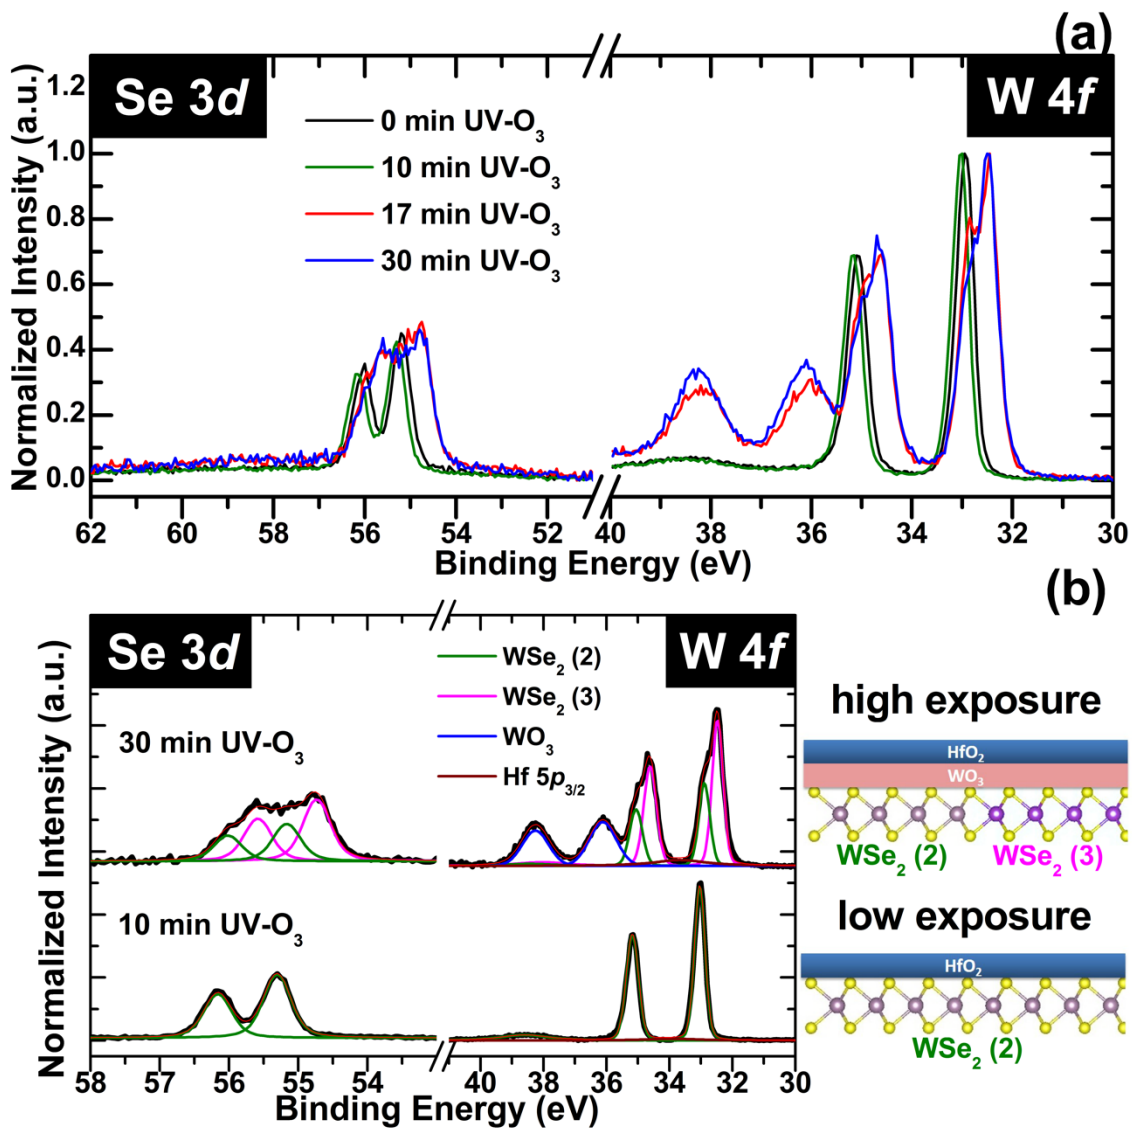 (a)
Se 3d
W 4f
0 min UV-O₃
10 min UV-O₃
17 min UV-O₃
30 min UV-O₃
Normalized Intensity (a.u.)
1.2
1.0
0.8
0.6
0.4
0.2
0.0
62 60 58 56 54 52 40 38 36 34 32 30
Binding Energy (eV)
(b)
Se 3d
W 4f
WSe₂ (2)
WSe₂ (3)
WO₃
Hf 5p₃/₂
30 min UV-O₃
10 min UV-O₃
Normalized Intensity (a.u.)
58 57 56 55 54 40 38 36 34 32 30
Binding Energy (eV)
high exposure
HfO₂
WO₃
WSe₂ (2) WSe₂ (3)
low exposure
HfO₂
WSe₂ (2)